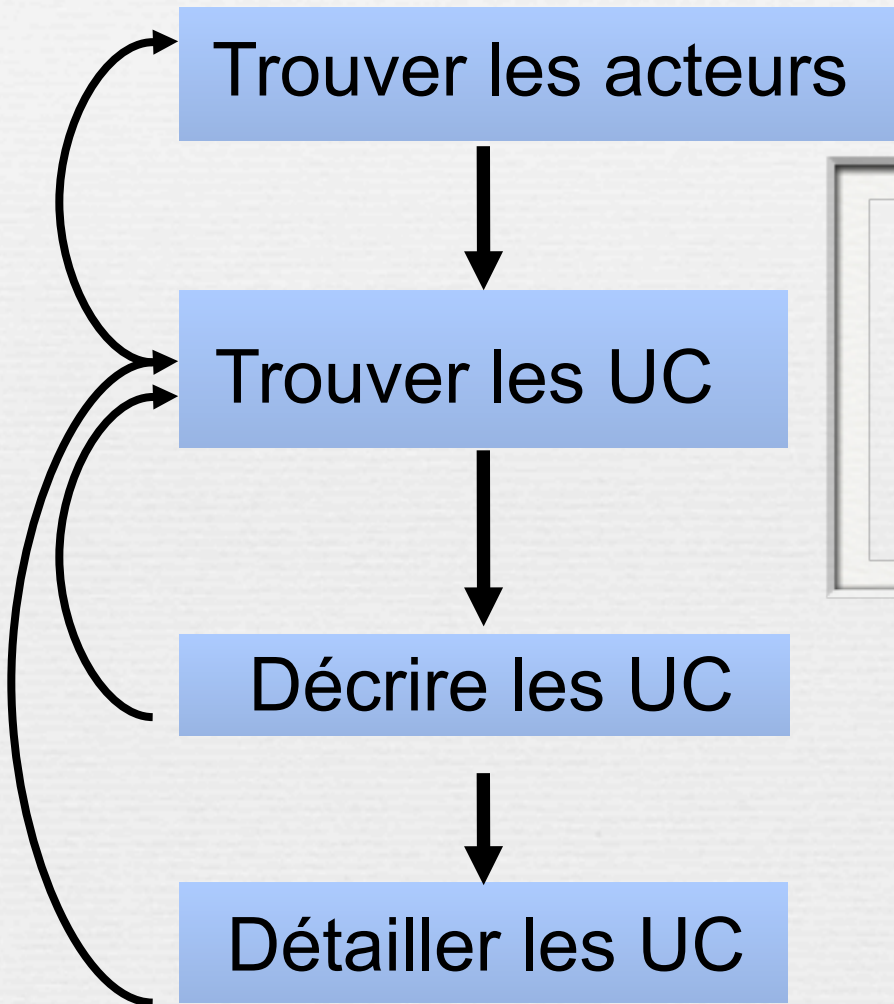 Trouver les acteurs
Trouver les UC
Décrire les UC
Détailler les UC